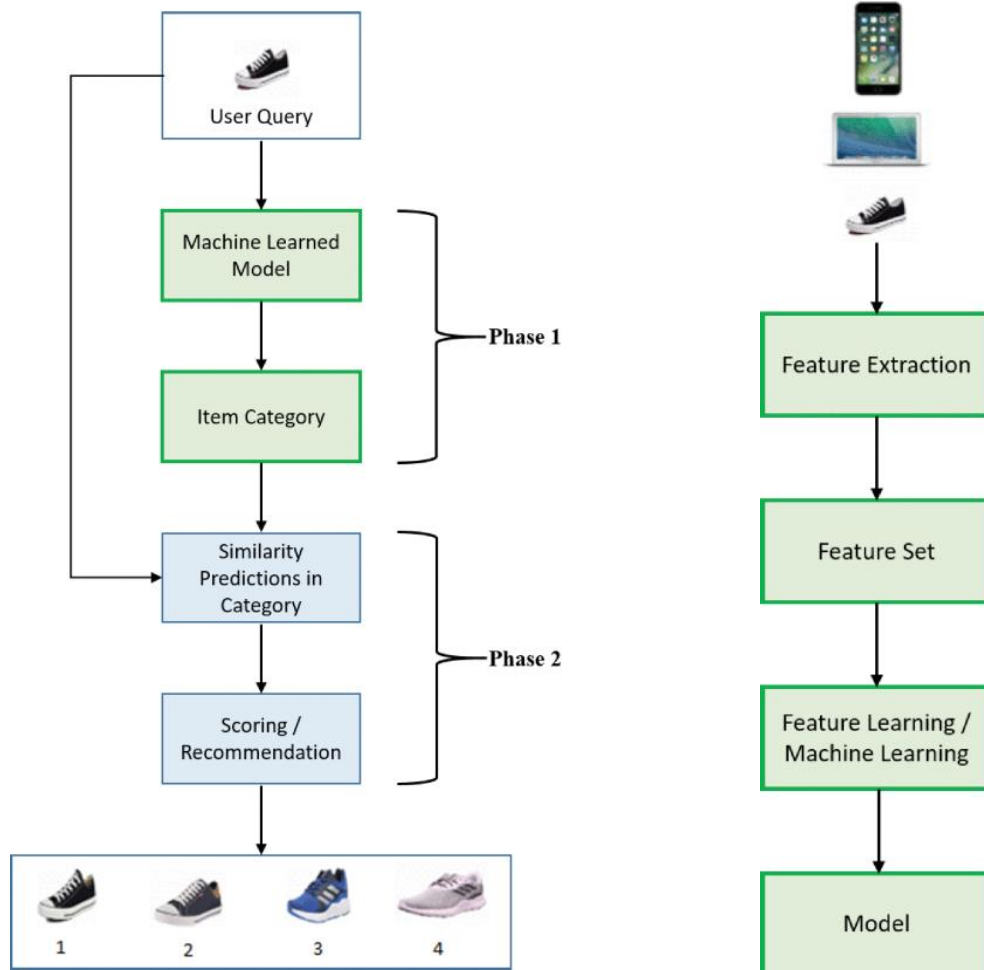 User Query
Machine Learned
Model
Phase 1
Item Category
Similarity
Predictions in
Category
Phase 2
Scoring /
Recommendation
1 2 3 4
Feature Extraction
Feature Set
Feature Learning /
Machine Learning
Model